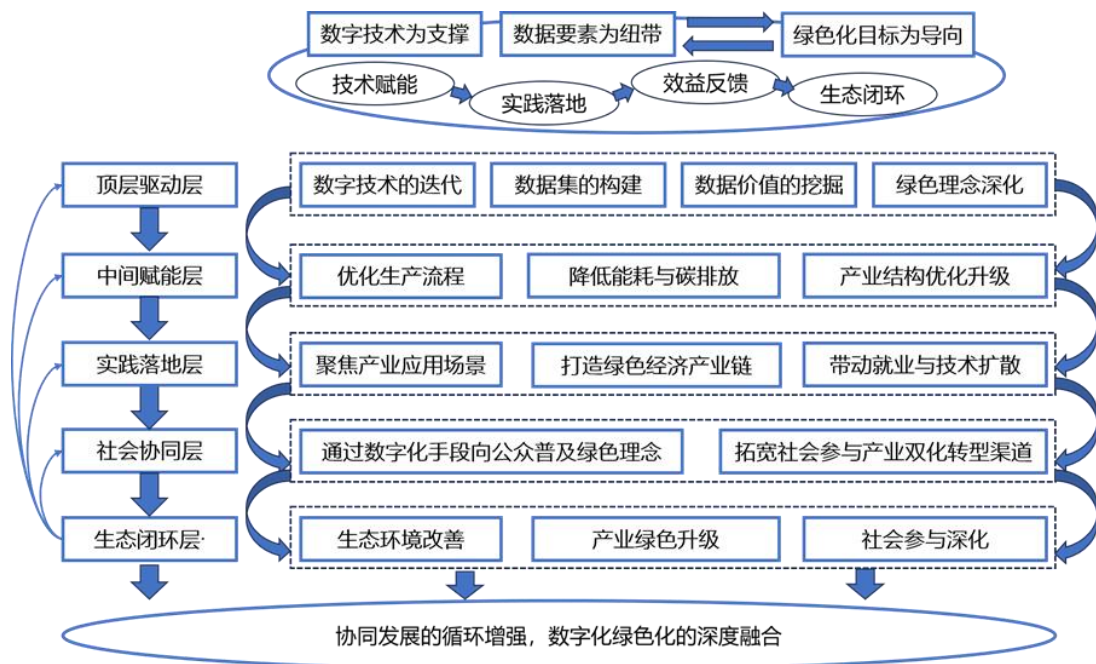 数字技术为支撑
数据要素为纽带
绿色化目标为导向
技术赋能
实践落地
效益反馈
生态闭环
顶层驱动层
数字技术的迭代
数据集的构建
数据价值的挖掘
绿色理念深化
中间赋能层
优化生产流程
降低能耗与碳排放
产业结构优化升级
实践落地层
聚焦产业应用场景
打造绿色经济产业链
带动就业与技术扩散
社会协同层
通过数字化手段向公众普及绿色理念
拓宽社会参与产业双化转型渠道
生态闭环层·
生态环境改善
产业绿色升级
社会参与深化
协同发展的循环增强，数字化绿色化的深度融合